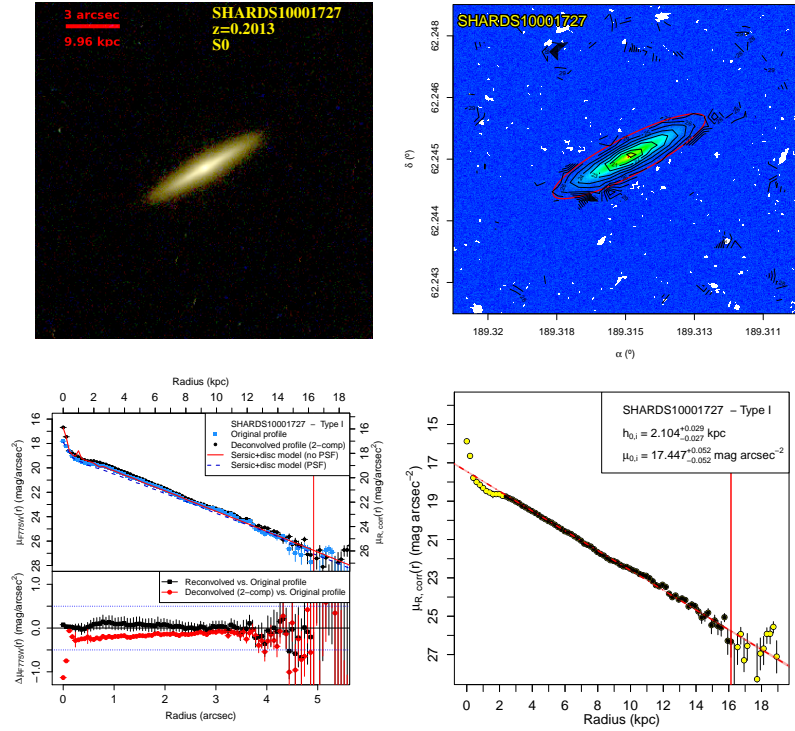 3 arcsec
9.96 kpc
SHARDS10001727
z=0.2013
S0
SHARDS10001727
δ (º)
62.248
62.246
62.245
62.244
62.243
189.32 189.318 189.315 189.313 189.311
α (º)
Radius (kpc)
0 2 4 6 8 10 12 14 16 18
SHARDS10001727 − Type I
Original profile
Deconvolved profile (2−comp)
Sersic+disc model (no PSF)
Sersic+disc model (PSF)
μF775W(r) (mag/arcsec²)
16
18
20
22
24
26
28
μR, corr(r) (mag/arcsec²)
16
18
20
22
24
26
Reconvolved vs. Original profile
Deconvolved (2−comp) vs. Original profile
ΔμF775W(r) (mag/arcsec²)
1.0
0.0
−1.0
0 1 2 3 4 5
Radius (arcsec)
SHARDS10001727 − Type I
h0,i = 2.104 +0.029 −0.027 kpc
μ0,i = 17.447 +0.052 −0.052 mag arcsec−2
μR, corr(r) (mag arcsec−2)
15
17
19
21
23
25
27
0 2 4 6 8 10 12 14 16 18
Radius (kpc)